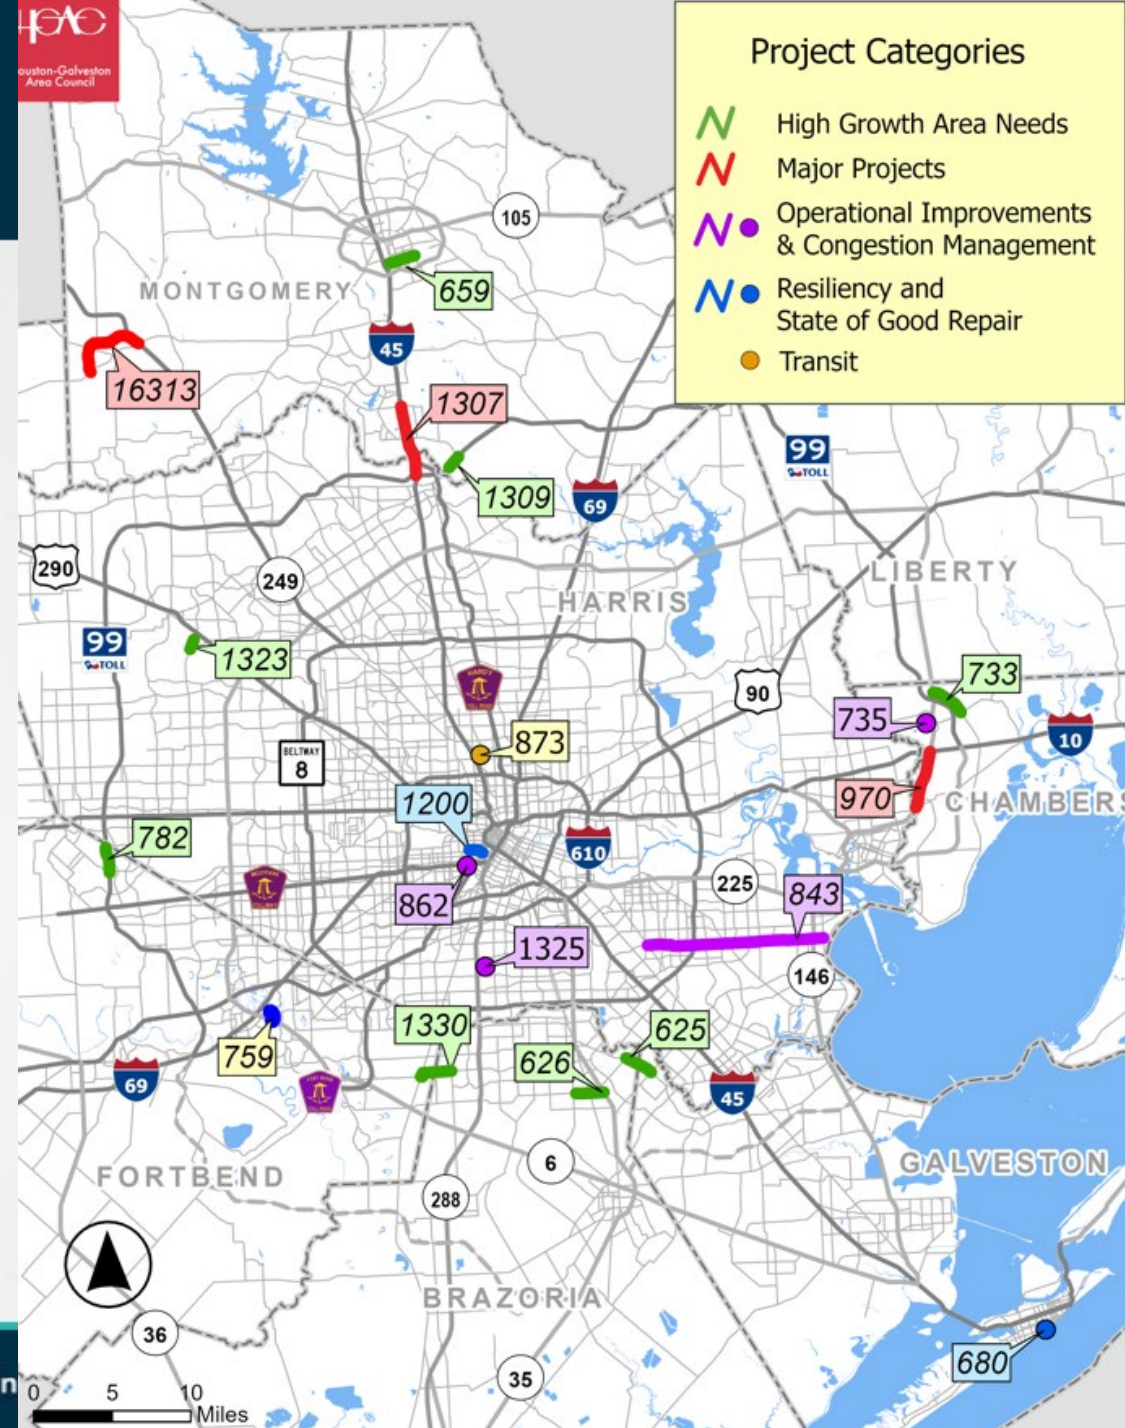 HGAC
ouston-Galveston
Area Council
Project Categories
High Growth Area Needs
Major Projects
Operational Improvements
& Congestion Management
Resiliency and
State of Good Repair
Transit
105
MONTGOMERY
659
45
16313
1307
99
TOLL
1309
69
290
249
LIBERTY
HARRIS
99
TOLL
1323
HARDY
733
90
735
873
10
BELTWAY
8
1200
970
CHAMBERS
782
610
225
843
862
1325
146
1330
625
626
759
69
45
6
GALVESTON
FORTBEND
288
BRAZORIA
36
680
35
n
0 5 10
Miles